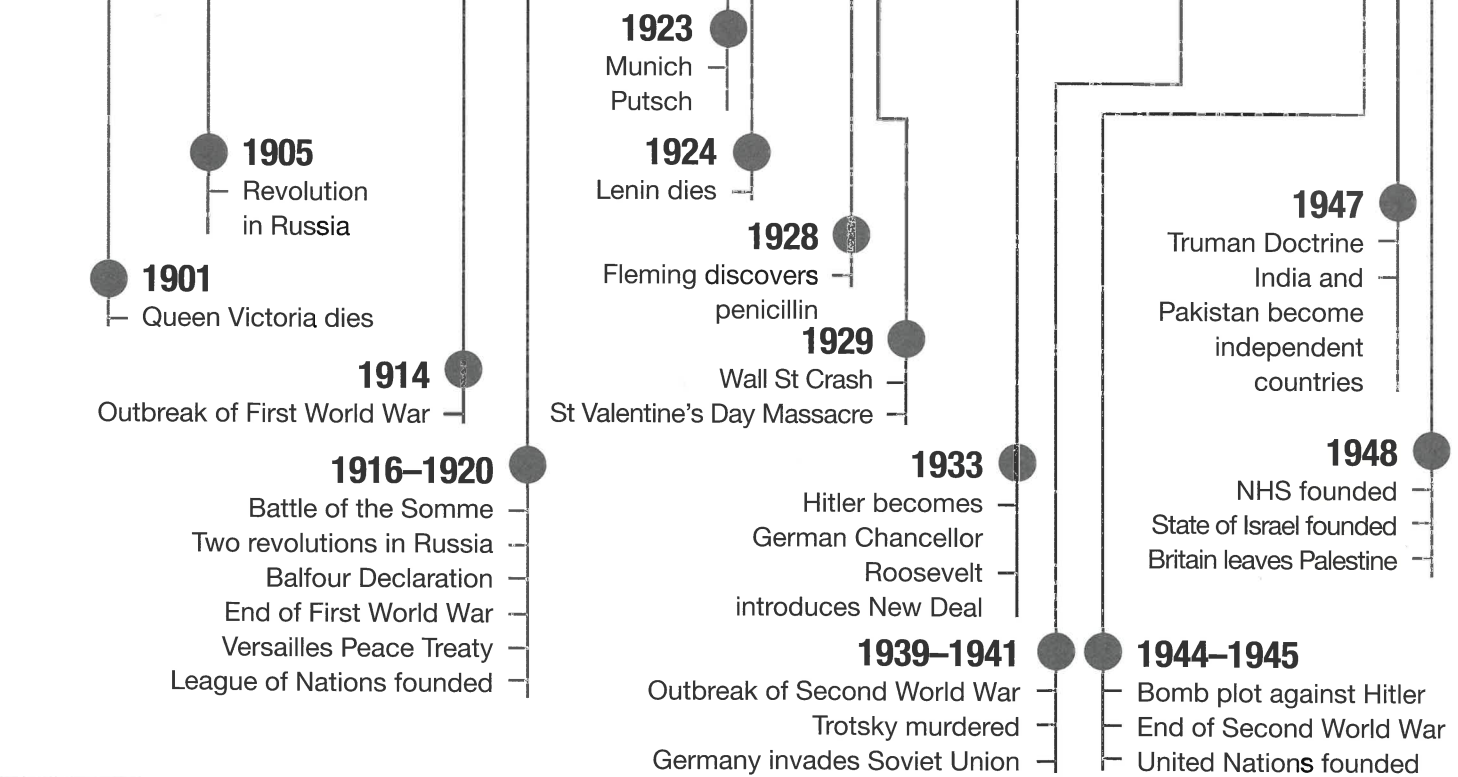 1901
Queen Victoria dies
1905
Revolution
in Russia
1914
Outbreak of First World War
1916–1920
Battle of the Somme
Two revolutions in Russia
Balfour Declaration
End of First World War
Versailles Peace Treaty
League of Nations founded
1923
Munich
Putsch
1924
Lenin dies
1928
Fleming discovers
penicillin
1929
Wall St Crash
St Valentine's Day Massacre
1933
Hitler becomes
German Chancellor
Roosevelt
introduces New Deal
1939–1941
Outbreak of Second World War
Trotsky murdered
Germany invades Soviet Union
1944–1945
Bomb plot against Hitler
End of Second World War
United Nations founded
1947
Truman Doctrine
India and
Pakistan become
independent
countries
1948
NHS founded
State of Israel founded
Britain leaves Palestine